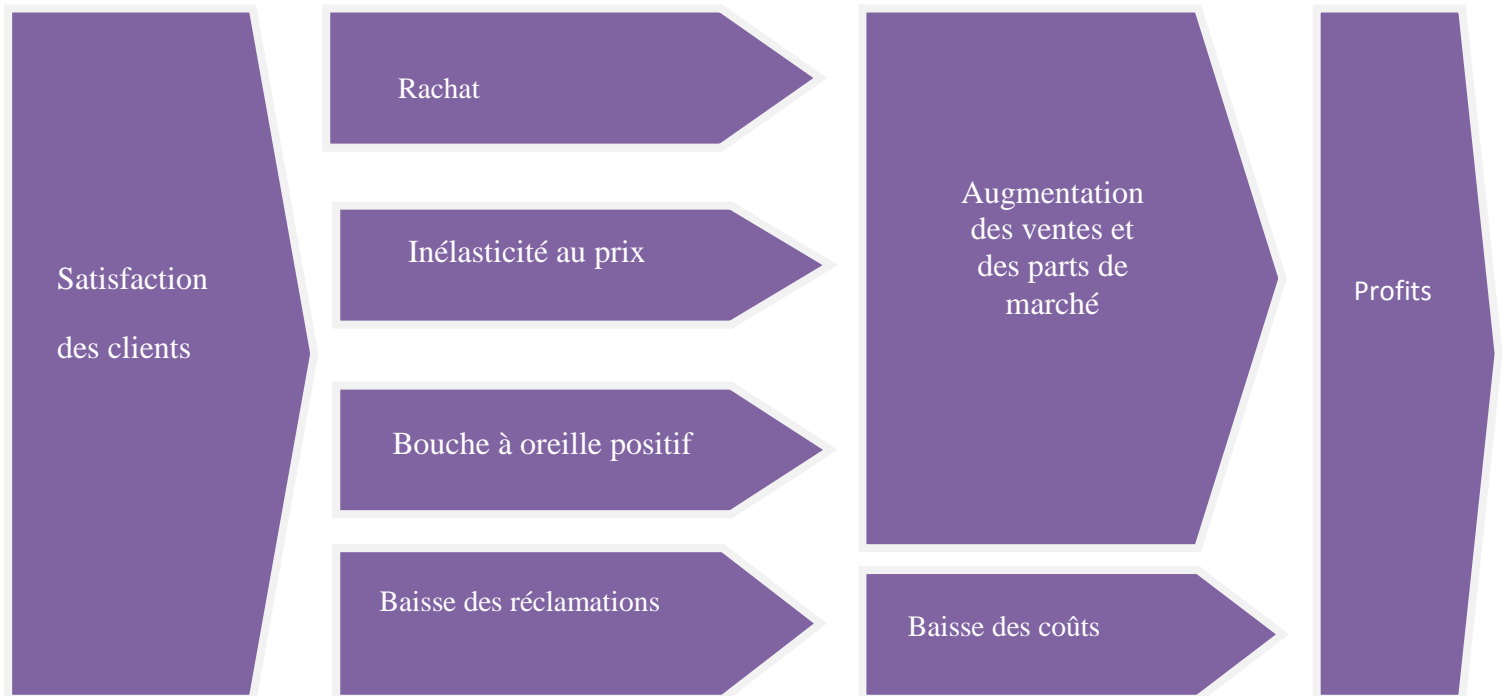 Satisfaction
des clients
Rachat
Inélasticité au prix
Bouche à oreille positif
Baisse des réclamations
Augmentation
des ventes et
des parts de
marché
Baisse des coûts
Profits